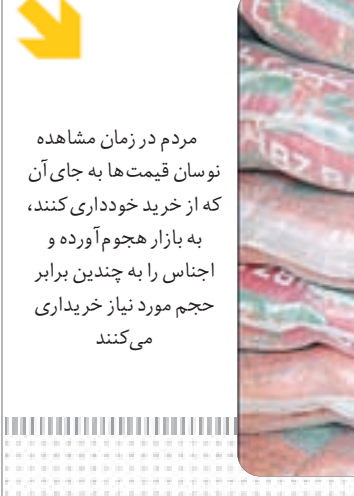 مردم در زمان مشاهده
نوسان قیمت‌ها به جای آن
که از خرید خودداری کنند،
به بازار هجوم آورده و
اجناس را به چندین برابر
حجم مورد نیاز خریداری
می‌کنند